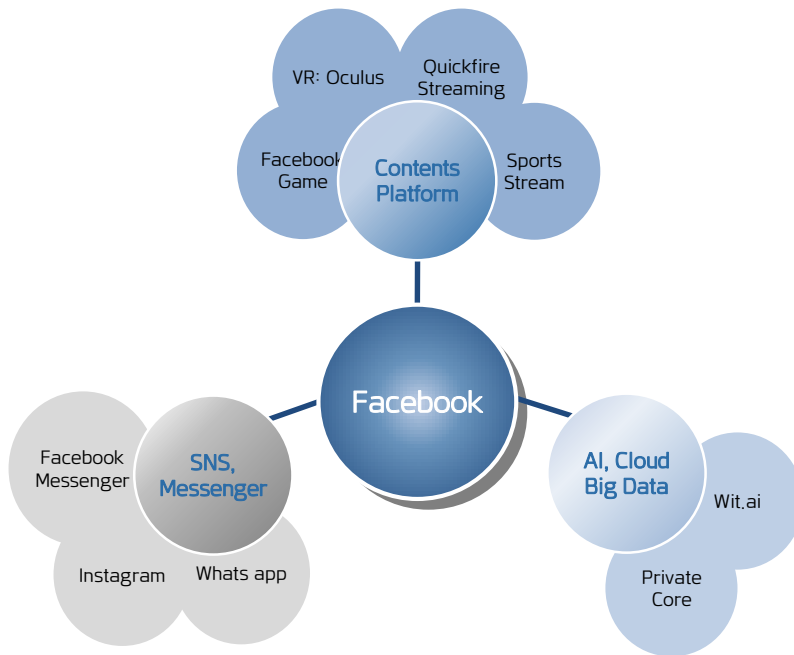 VR: Oculus
Quickfire
Streaming
Facebook
Game
Contents
Platform
Sports
Stream
Facebook
Facebook
Messenger
SNS,
Messenger
Instagram
Whats app
AI, Cloud
Big Data
Wit.ai
Private
Core